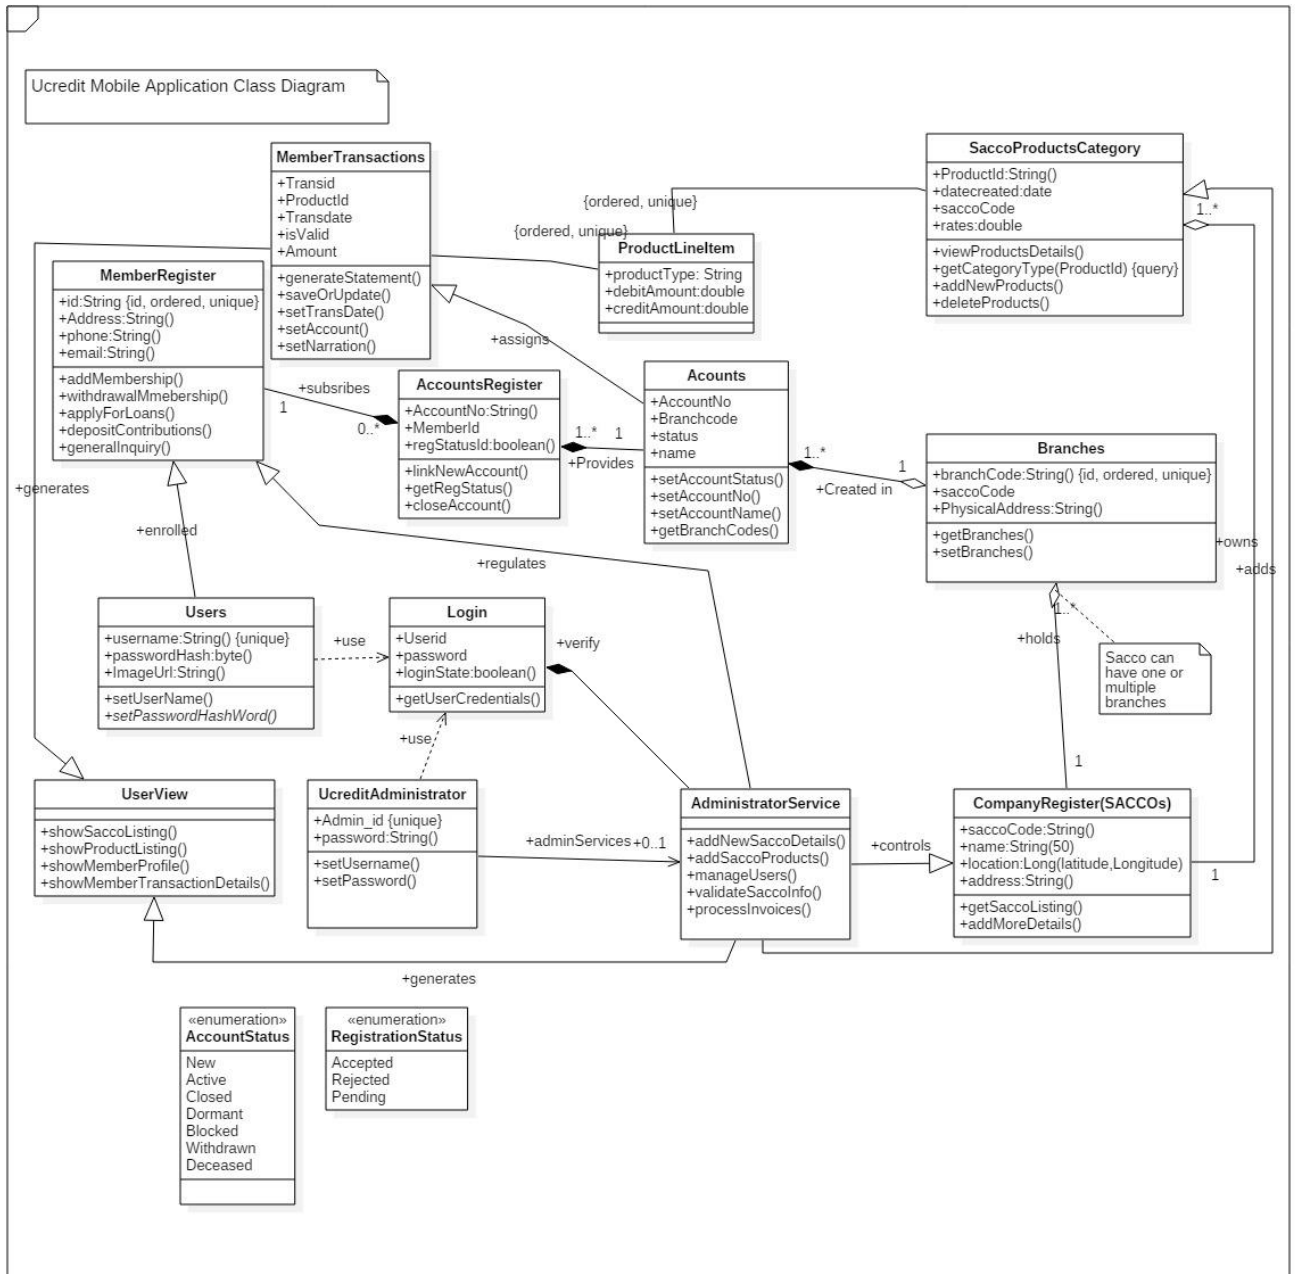 Ucredit Mobile Application Class Diagram
MemberTransactions
+Transid
+ProductId
+Transdate
+isValid
+Amount
+generateStatement()
+saveOrUpdate()
+setTransDate()
+setAccount()
+setNarration()
SaccoProductsCategory
+ProductId:String()
+datecreated:date
+saccoCode
+rates:double
+viewProductsDetails()
+getCategoryType(ProductId) {query}
+addNewProducts()
+deleteProducts()
1..*
{ordered, unique}
{ordered, unique}
ProductLineItem
+productType: String
+debitAmount:double
+creditAmount:double
MemberRegister
+id:String {id, ordered, unique}
+Address:String()
+phone:String()
+email:String()
+addMembership()
+withdrawalMmebership()
+applyForLoans()
+depositContributions()
+generalInquiry()
+assigns
+subsribes
1
0..*
AccountsRegister
+AccountNo:String()
+MemberId
+regStatusId:boolean()
+linkNewAccount()
+getRegStatus()
+closeAccount()
1..*
1
+Provides
Acounts
+AccountNo
+Branchcode
+status
+name
+setAccountStatus()
+setAccountNo()
+setAccountName()
+getBranchCodes()
1..*
1
+Created in
Branches
+branchCode:String() {id, ordered, unique}
+saccoCode
+PhysicalAddress:String()
+getBranches()
+setBranches()
+owns
+adds
+generates
+enrolled
+regulates
1..*
+holds
Sacco can
have one or
multiple
branches
1
Users
+username:String() {unique}
+passwordHash:byte()
+ImageUrl:String()
+setUserName()
+setPasswordHashWord()
+use
Login
+Userid
+password
+loginState:boolean()
+getUserCredentials()
+verify
+use
UserView
+showSaccoListing()
+showProductListing()
+showMemberProfile()
+showMemberTransactionDetails()
UcreditAdministrator
+Admin_id {unique}
+password:String()
+setUsername()
+setPassword()
+adminServices
+0..1
AdministratorService
+addNewSaccoDetails()
+addSaccoProducts()
+manageUsers()
+validateSaccoInfo()
+processInvoices()
+controls
CompanyRegister(SACCOs)
+saccoCode:String()
+name:String(50)
+location:Long(latitude,Longitude)
+address:String()
+getSaccoListing()
+addMoreDetails()
1
+generates
«enumeration»
AccountStatus
New
Active
Closed
Dormant
Blocked
Withdrawn
Deceased
«enumeration»
RegistrationStatus
Accepted
Rejected
Pending